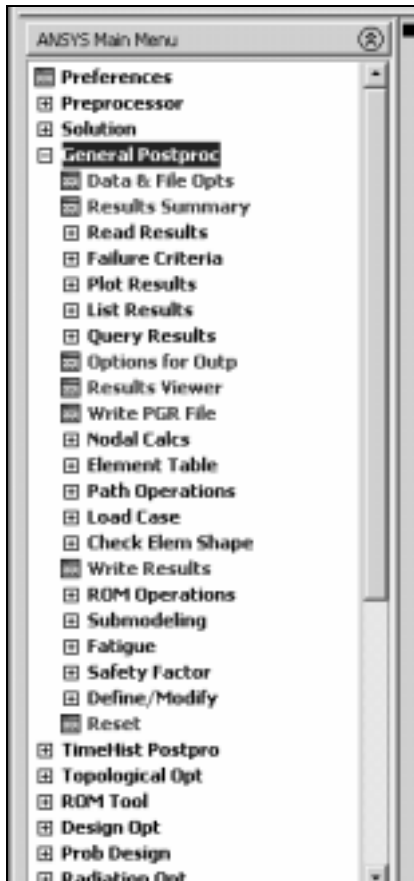 ANSYS Main Menu
Preferences
Preprocessor
Solution
General Postproc
Data & File Opts
Results Summary
Read Results
Failure Criteria
Plot Results
List Results
Query Results
Options for Outp
Results Viewer
Write PGR File
Nodal Calcs
Element Table
Path Operations
Load Case
Check Elem Shape
Write Results
ROM Operations
Submodeling
Fatigue
Safety Factor
Define/Modify
Reset
TimeHist Postpro
Topological Opt
ROM Tool
Design Opt
Prob Design
Radiation Opt